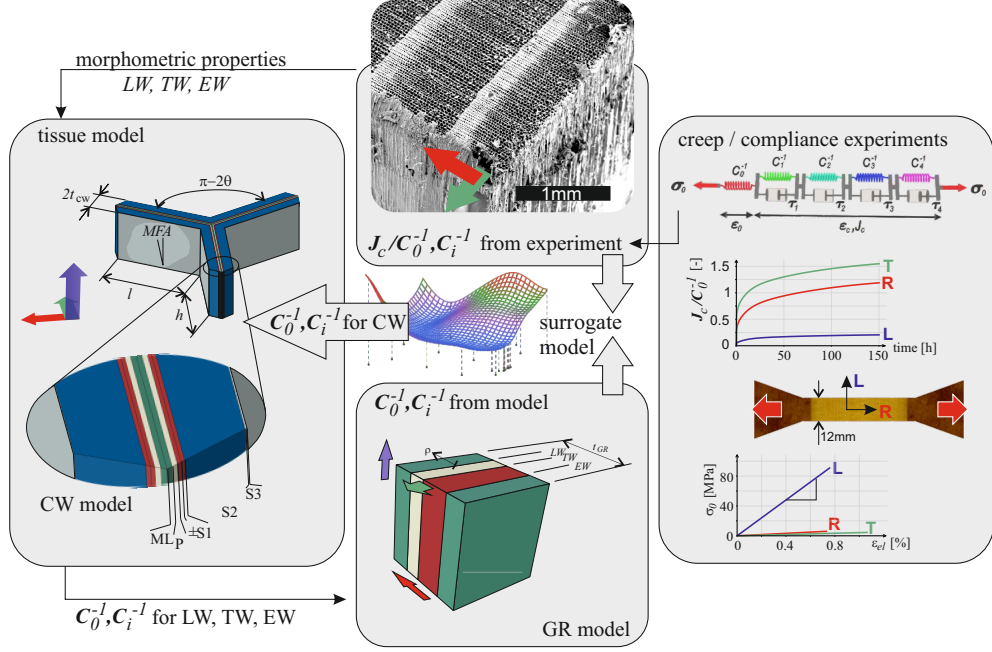 morphometric properties
LW, TW, EW
tissue model
2t_cw
π−2θ
MFA
l
h
CW model
ML
P
±S1
S2
S3
C_0^-1, C_i^-1 for LW, TW, EW
1mm
J_c/C_0^-1, C_i^-1 from experiment
C_0^-1, C_i^-1 for CW
surrogate
model
C_0^-1, C_i^-1 from model
ρ
LW
TW
EW
t_GR
GR model
creep / compliance experiments
C_0^-1 C_1^-1 C_2^-1 C_3^-1 C_4^-1
σ_0 σ_0
τ_1 τ_2 τ_3 τ_4
ε_0 ε_c, J_c
J_c/C_0^-1 [-]
1.5
1
0.5
0
T
R
L
0 50 100 150
time [h]
L
R
12mm
σ_0 [MPa]
80
40
0
L
R
T
0 0.4 0.8
ε_el [%]